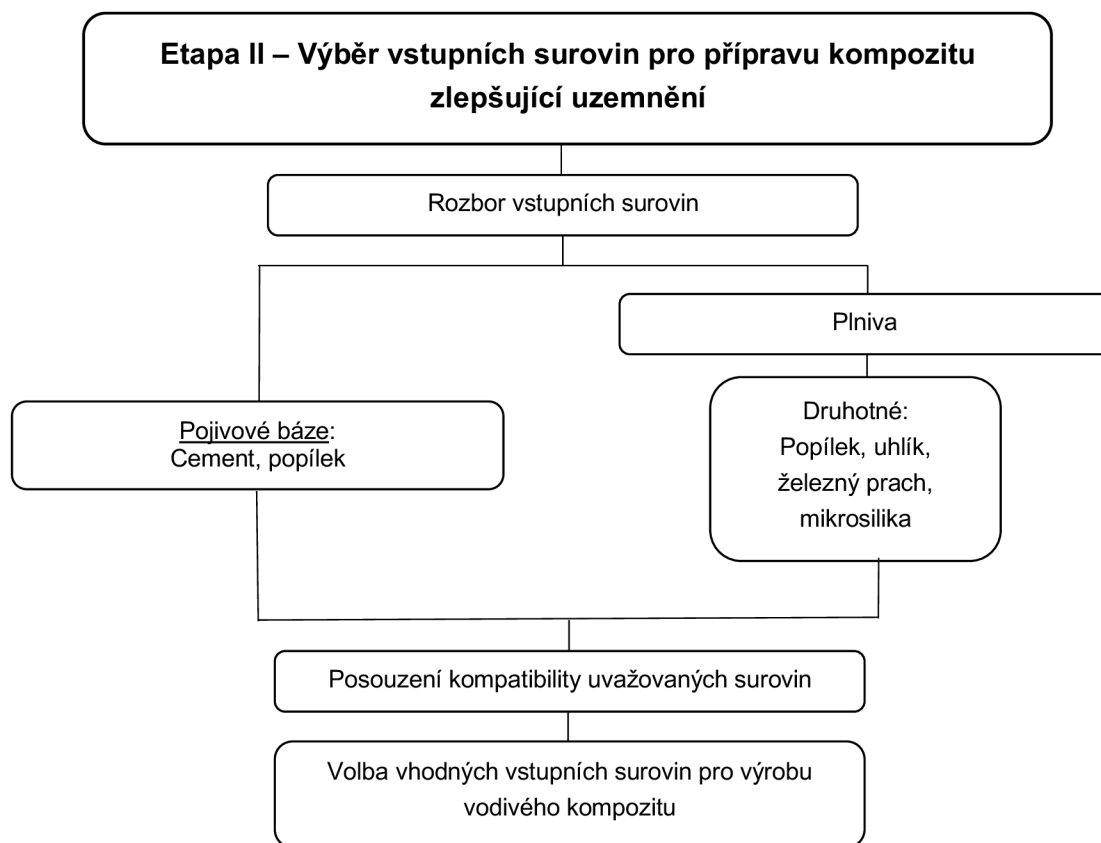 Etapa II – Výběr vstupních surovin pro přípravu kompozitu
zlepšující uzemnění
Rozbor vstupních surovin
Plniva
Pojivové báze:
Cement, popílek
Druhotné:
Popílek, uhlík,
železný prach,
mikrosilika
Posouzení kompatibility uvažovaných surovin
Volba vhodných vstupních surovin pro výrobu
vodivého kompozitu